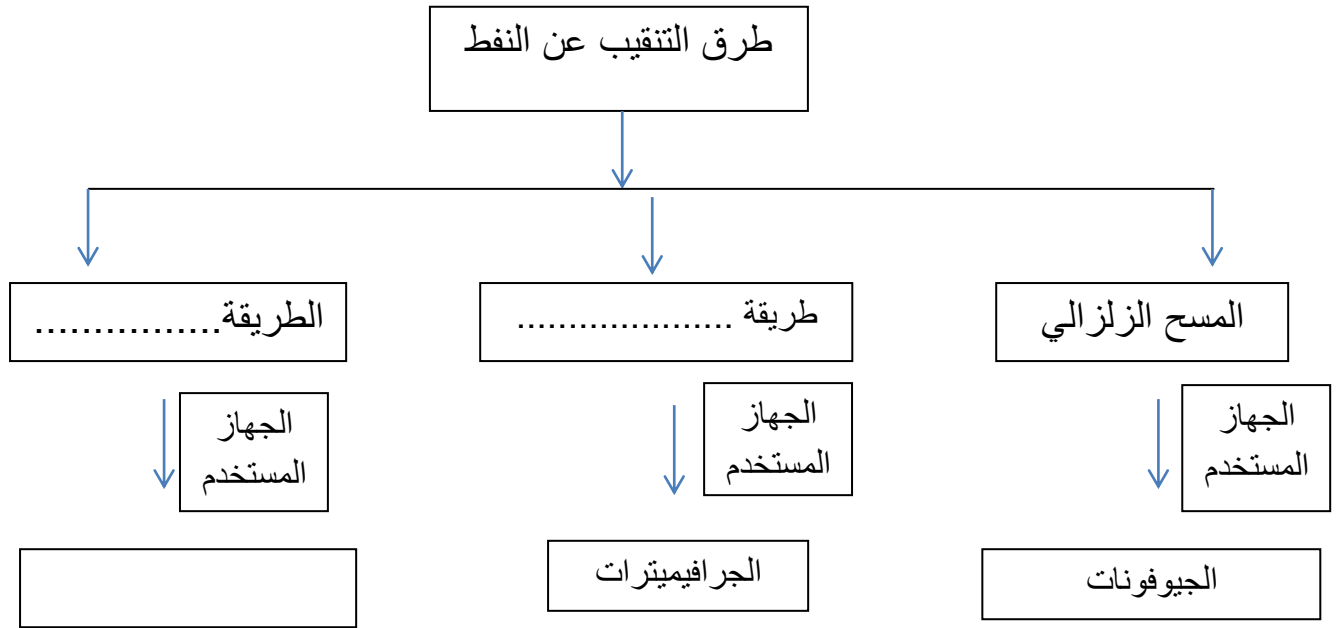 طرق التنقيب عن النفط
المسح الزلزالي
طريقة .....................
الطريقة................
الجهاز
المستخدم
الجهاز
المستخدم
الجهاز
المستخدم
الجيوفونات
الجرافيميترات